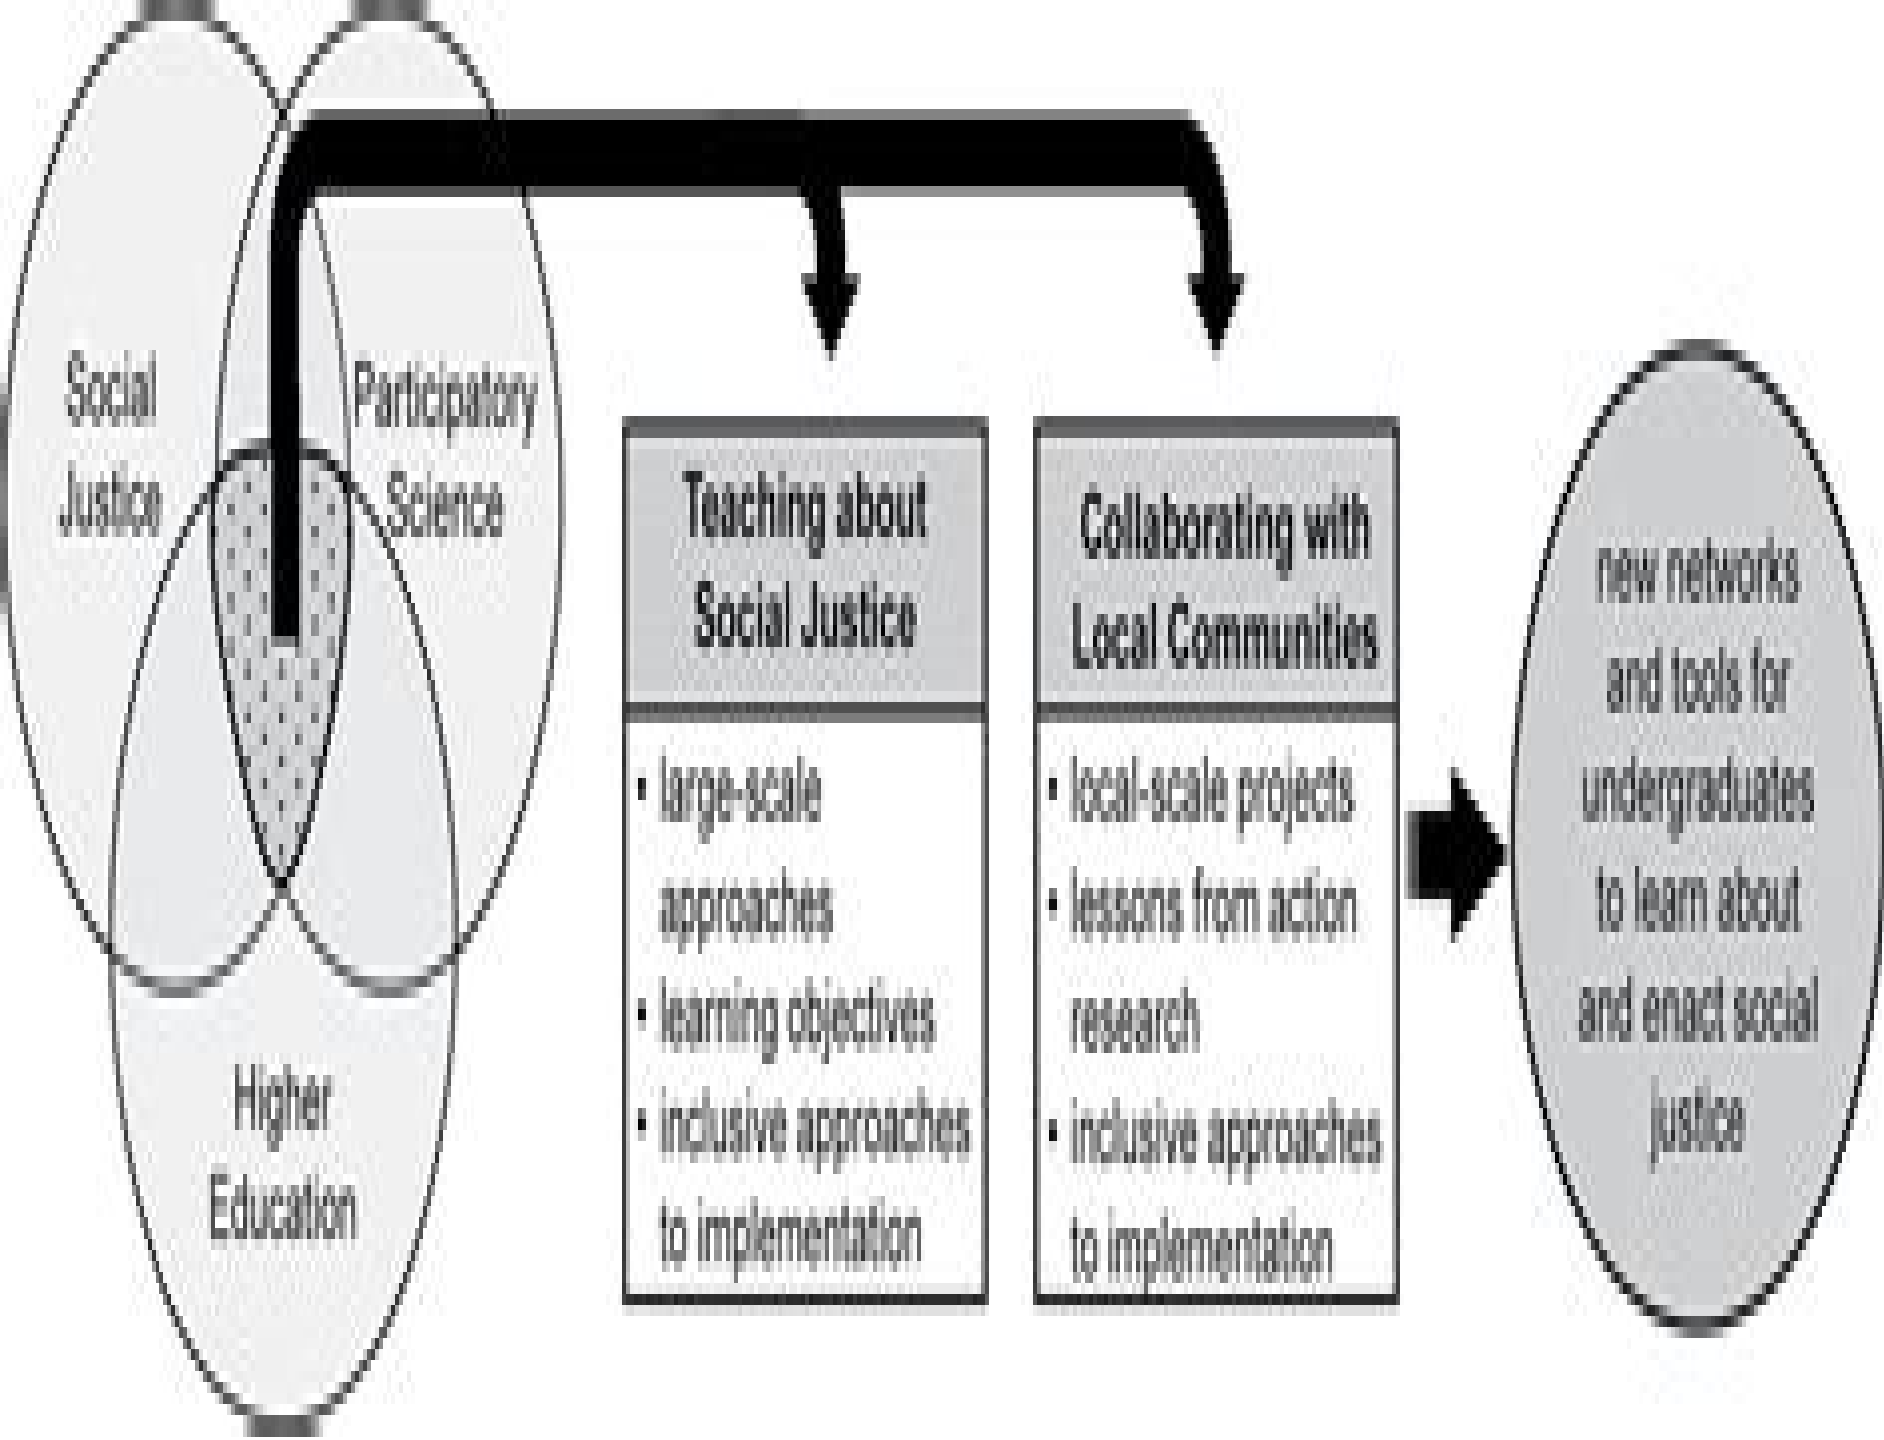 Social
Justice
Participatory
Science
Higher
Education
Teaching about
Social Justice
• large-scale
approaches
• learning objectives
• inclusive approaches
to implementation
Collaborating with
Local Communities
• local-scale projects
• lessons from action
research
• inclusive approaches
to implementation
new networks
and tools for
undergraduates
to learn about
and enact social
justice